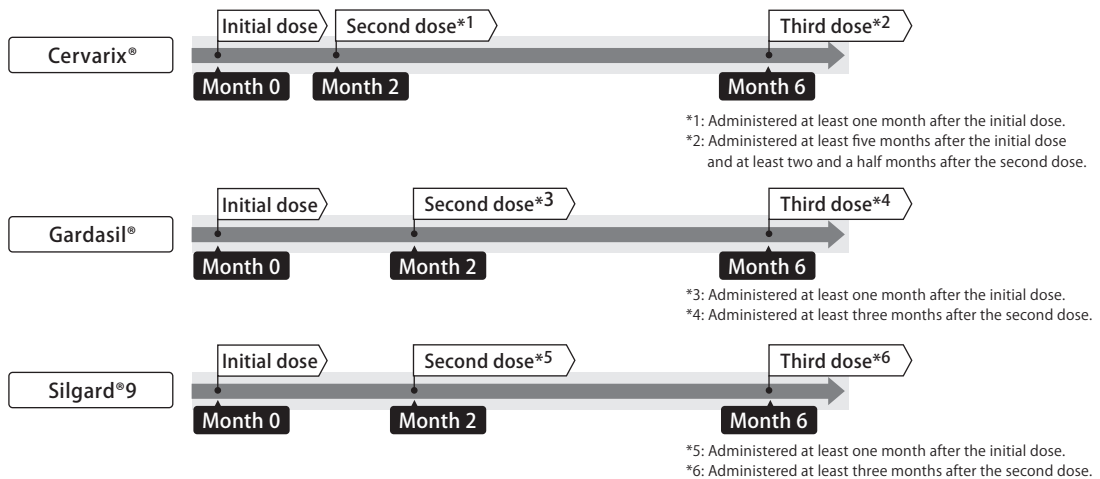 Initial dose Second dose*1 Third dose*2
Cervarix®
Month 0 Month 2 Month 6
*1: Administered at least one month after the initial dose.
*2: Administered at least five months after the initial dose
and at least two and a half months after the second dose.
Initial dose Second dose*3 Third dose*4
Gardasil®
Month 0 Month 2 Month 6
*3: Administered at least one month after the initial dose.
*4: Administered at least three months after the second dose.
Initial dose Second dose*5 Third dose*6
Silgard®9
Month 0 Month 2 Month 6
*5: Administered at least one month after the initial dose.
*6: Administered at least three months after the second dose.